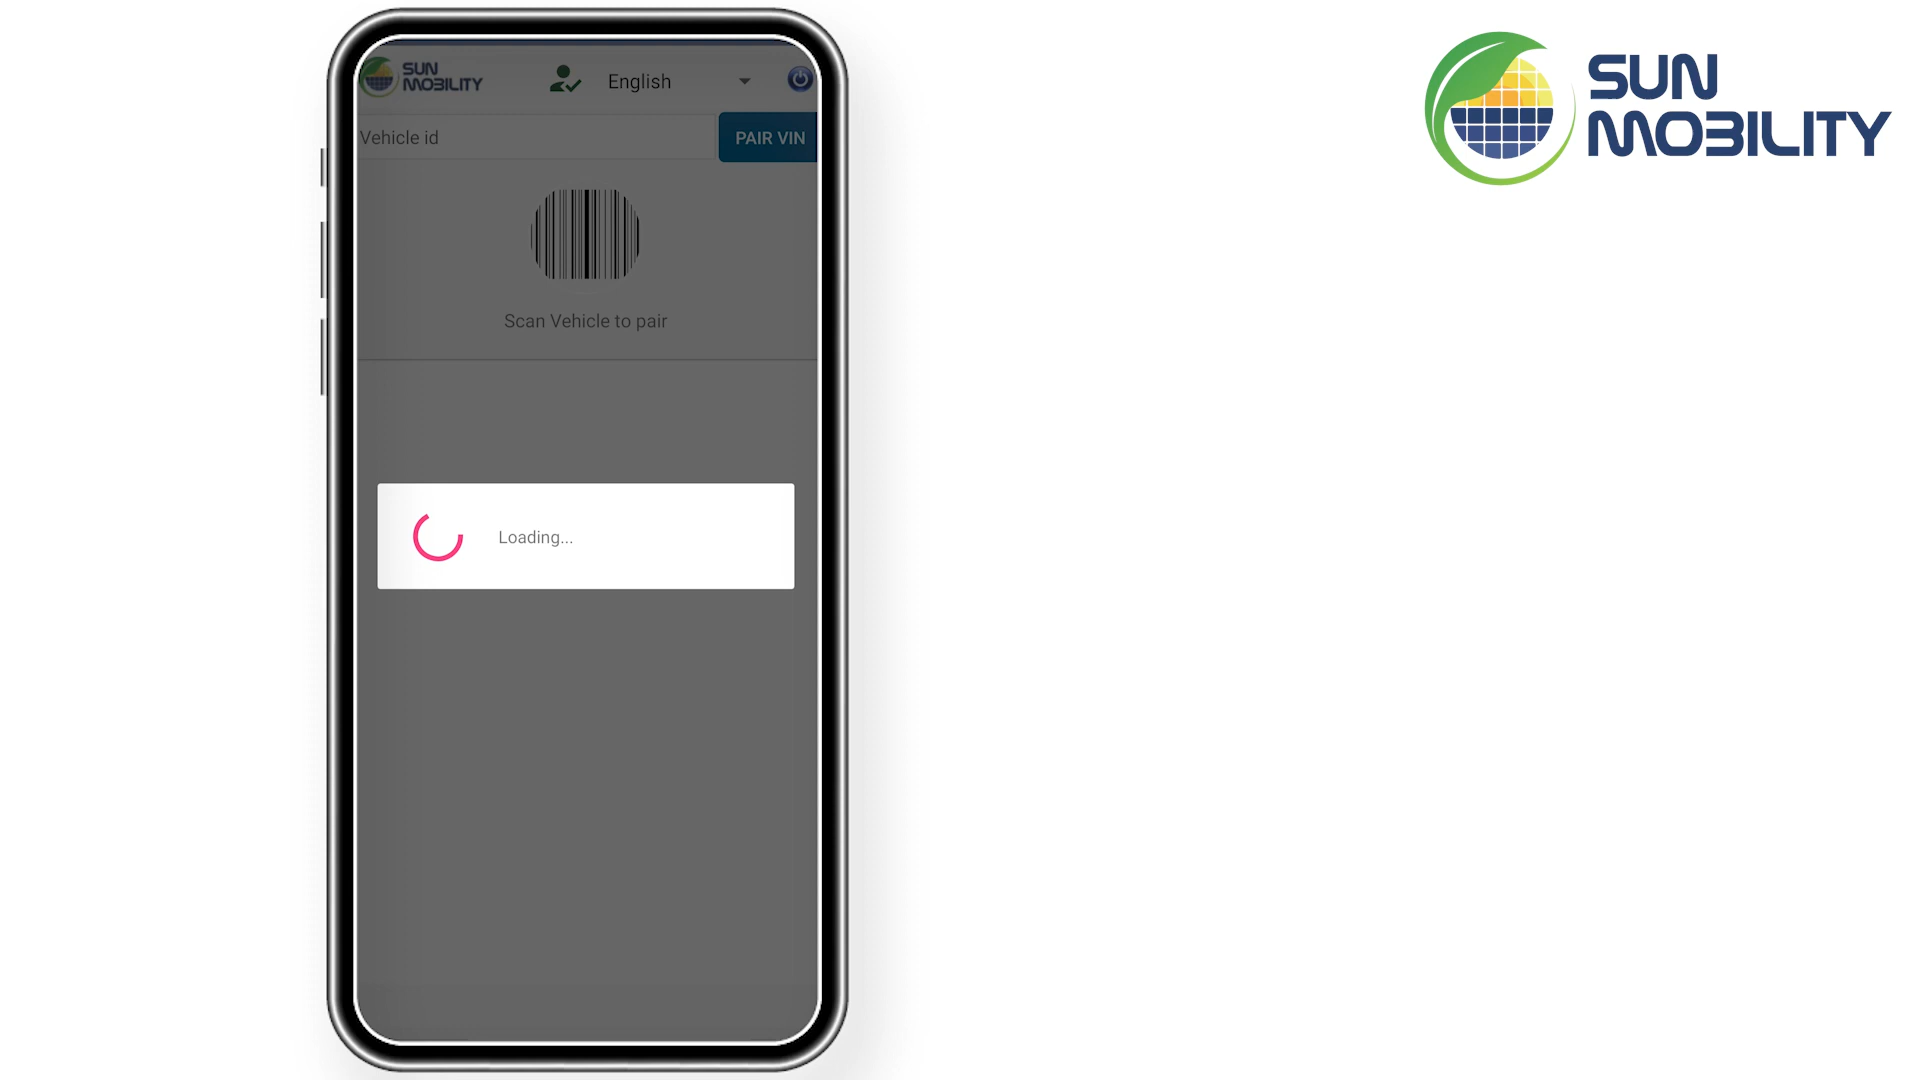 SUN
MOBILITY
English
Vehicle id
PAIR VIN
Scan Vehicle to pair
Loading...
SUN
MOBILITY